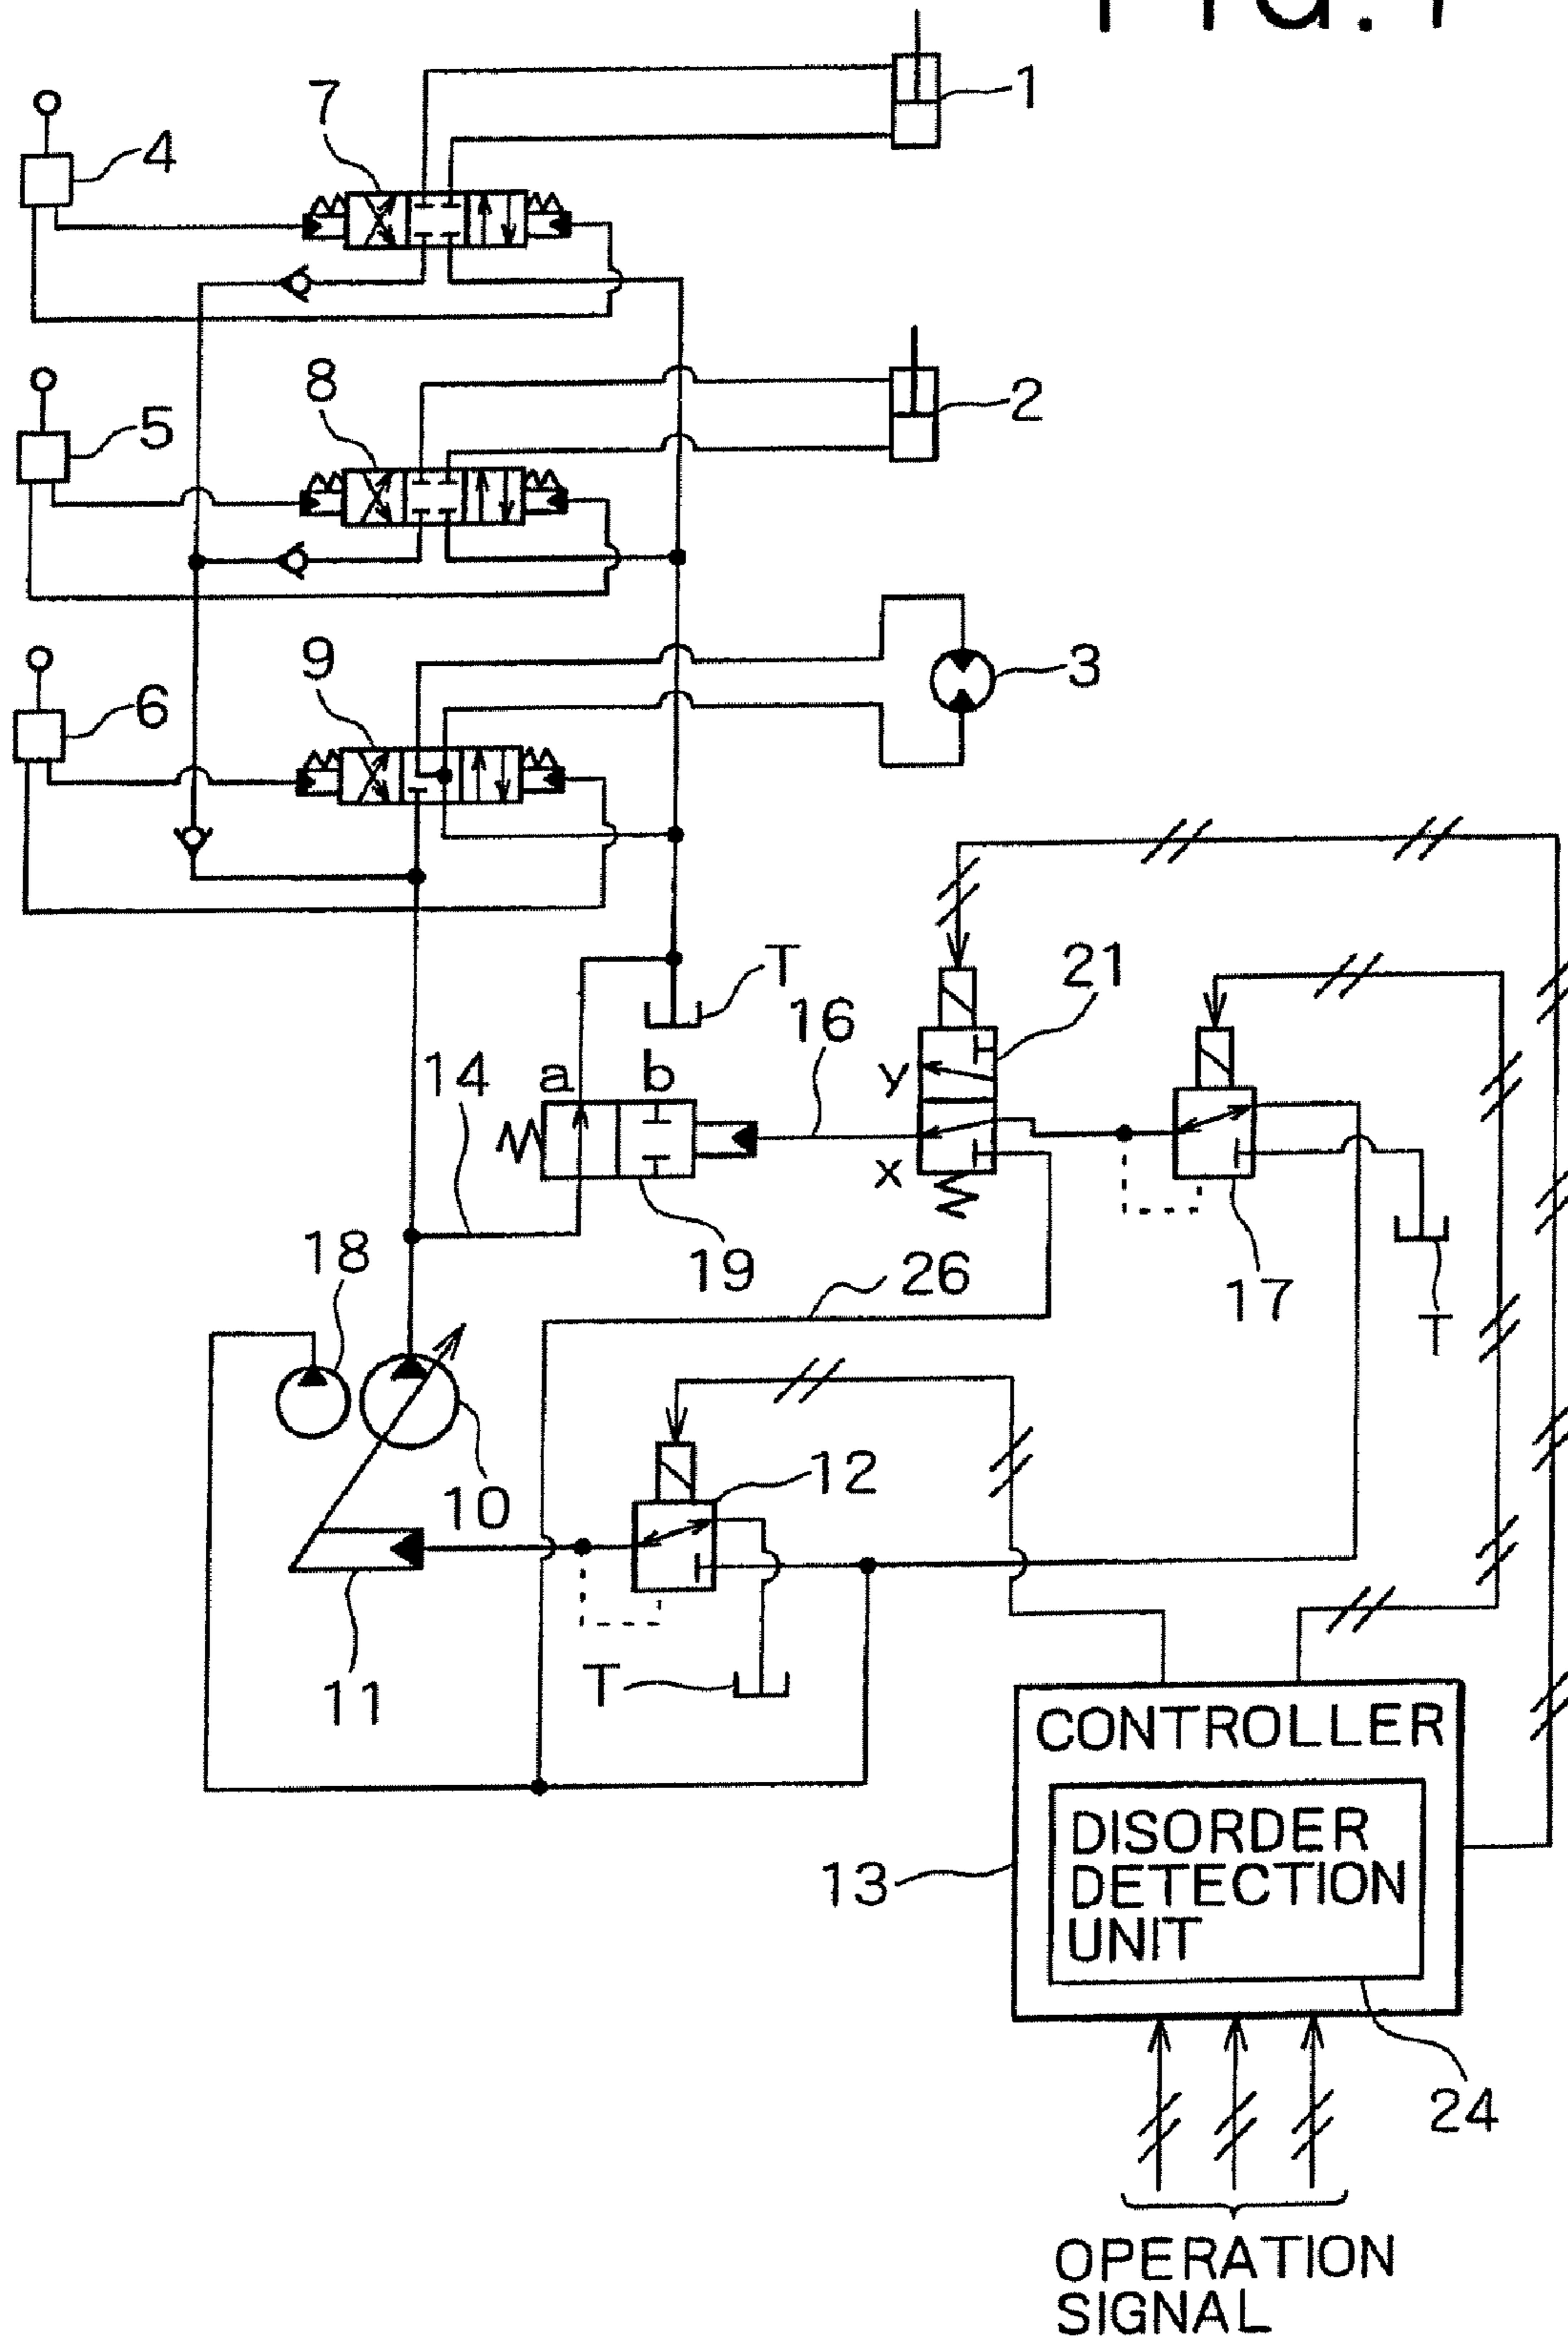 1
7
4
8
2
5
9
3
6
21
T
16
14
a
b
y
x
18
19
26
17
T
12
10
11
T
CONTROLLER
DISORDER
DETECTION
UNIT
13
24
OPERATION
SIGNAL